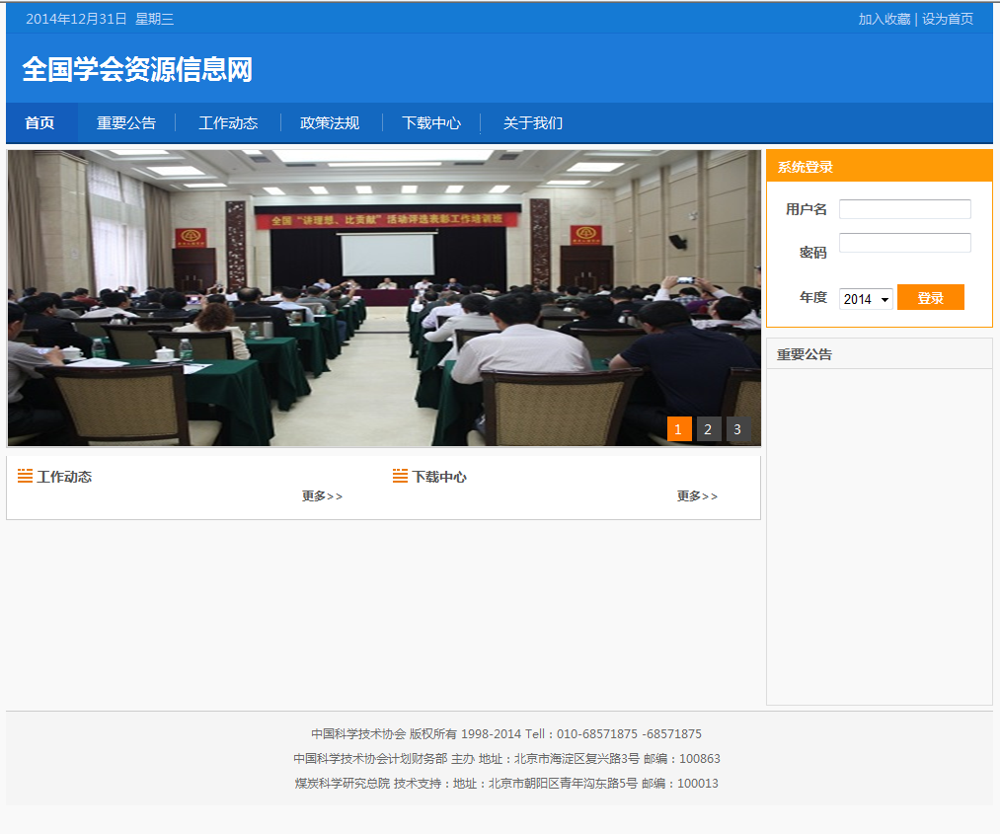 2014年12月31日 星期三
加入收藏 | 设为首页
全国学会资源信息网
首页 重要公告 工作动态 政策法规 下载中心 关于我们
全国“讲理想、比贡献”活动评选表彰工作培训班
系统登录
用户名
密码
年度 2014 登录
重要公告
1 2 3
工作动态
更多>>
下载中心
更多>>
中国科学技术协会 版权所有 1998-2014 Tell：010-68571875 -68571875
中国科学技术协会计划财务部 主办 地址：北京市海淀区复兴路3号 邮编：100863
煤炭科学研究总院 技术支持：地址：北京市朝阳区青年沟东路5号 邮编：100013